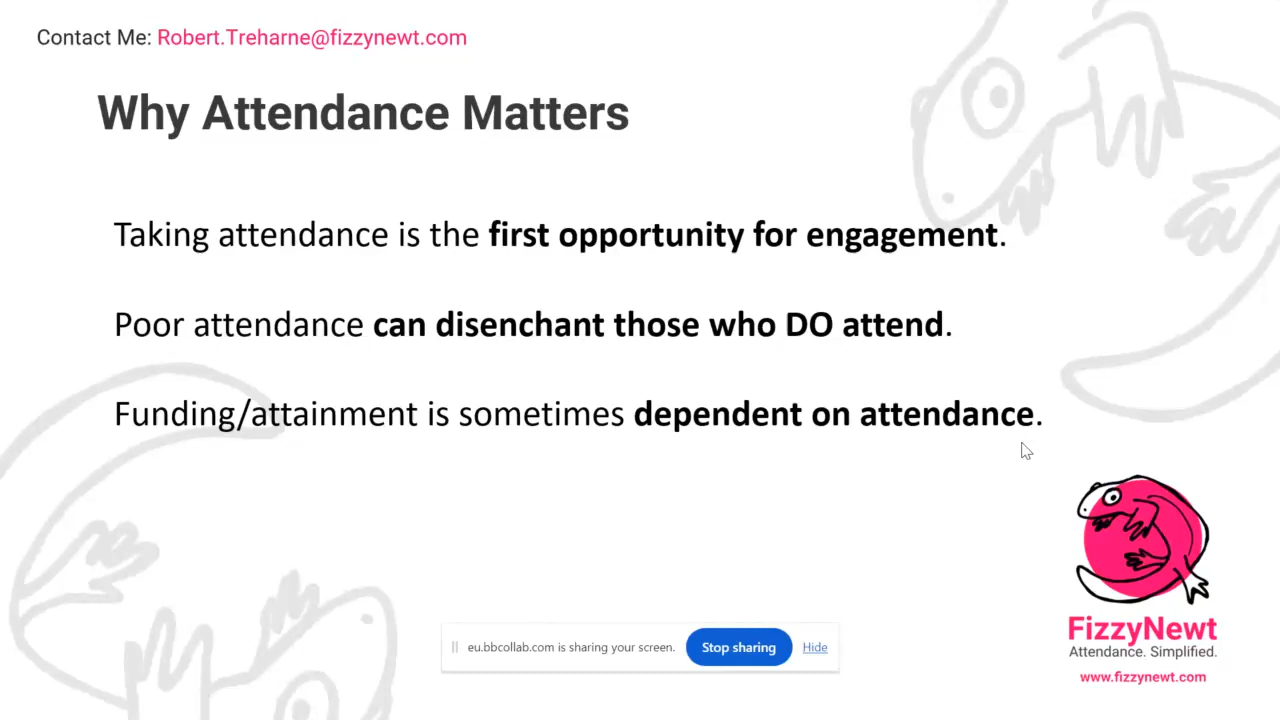 Contact Me: Robert.Treharne@fizzynewt.com
Why Attendance Matters
Taking attendance is the first opportunity for engagement.
Poor attendance can disenchant those who DO attend.
Funding/attainment is sometimes dependent on attendance.
eu.bbcollab.com is sharing your screen. Stop sharing Hide
FizzyNewt
Attendance. Simplified.
www.fizzynewt.com